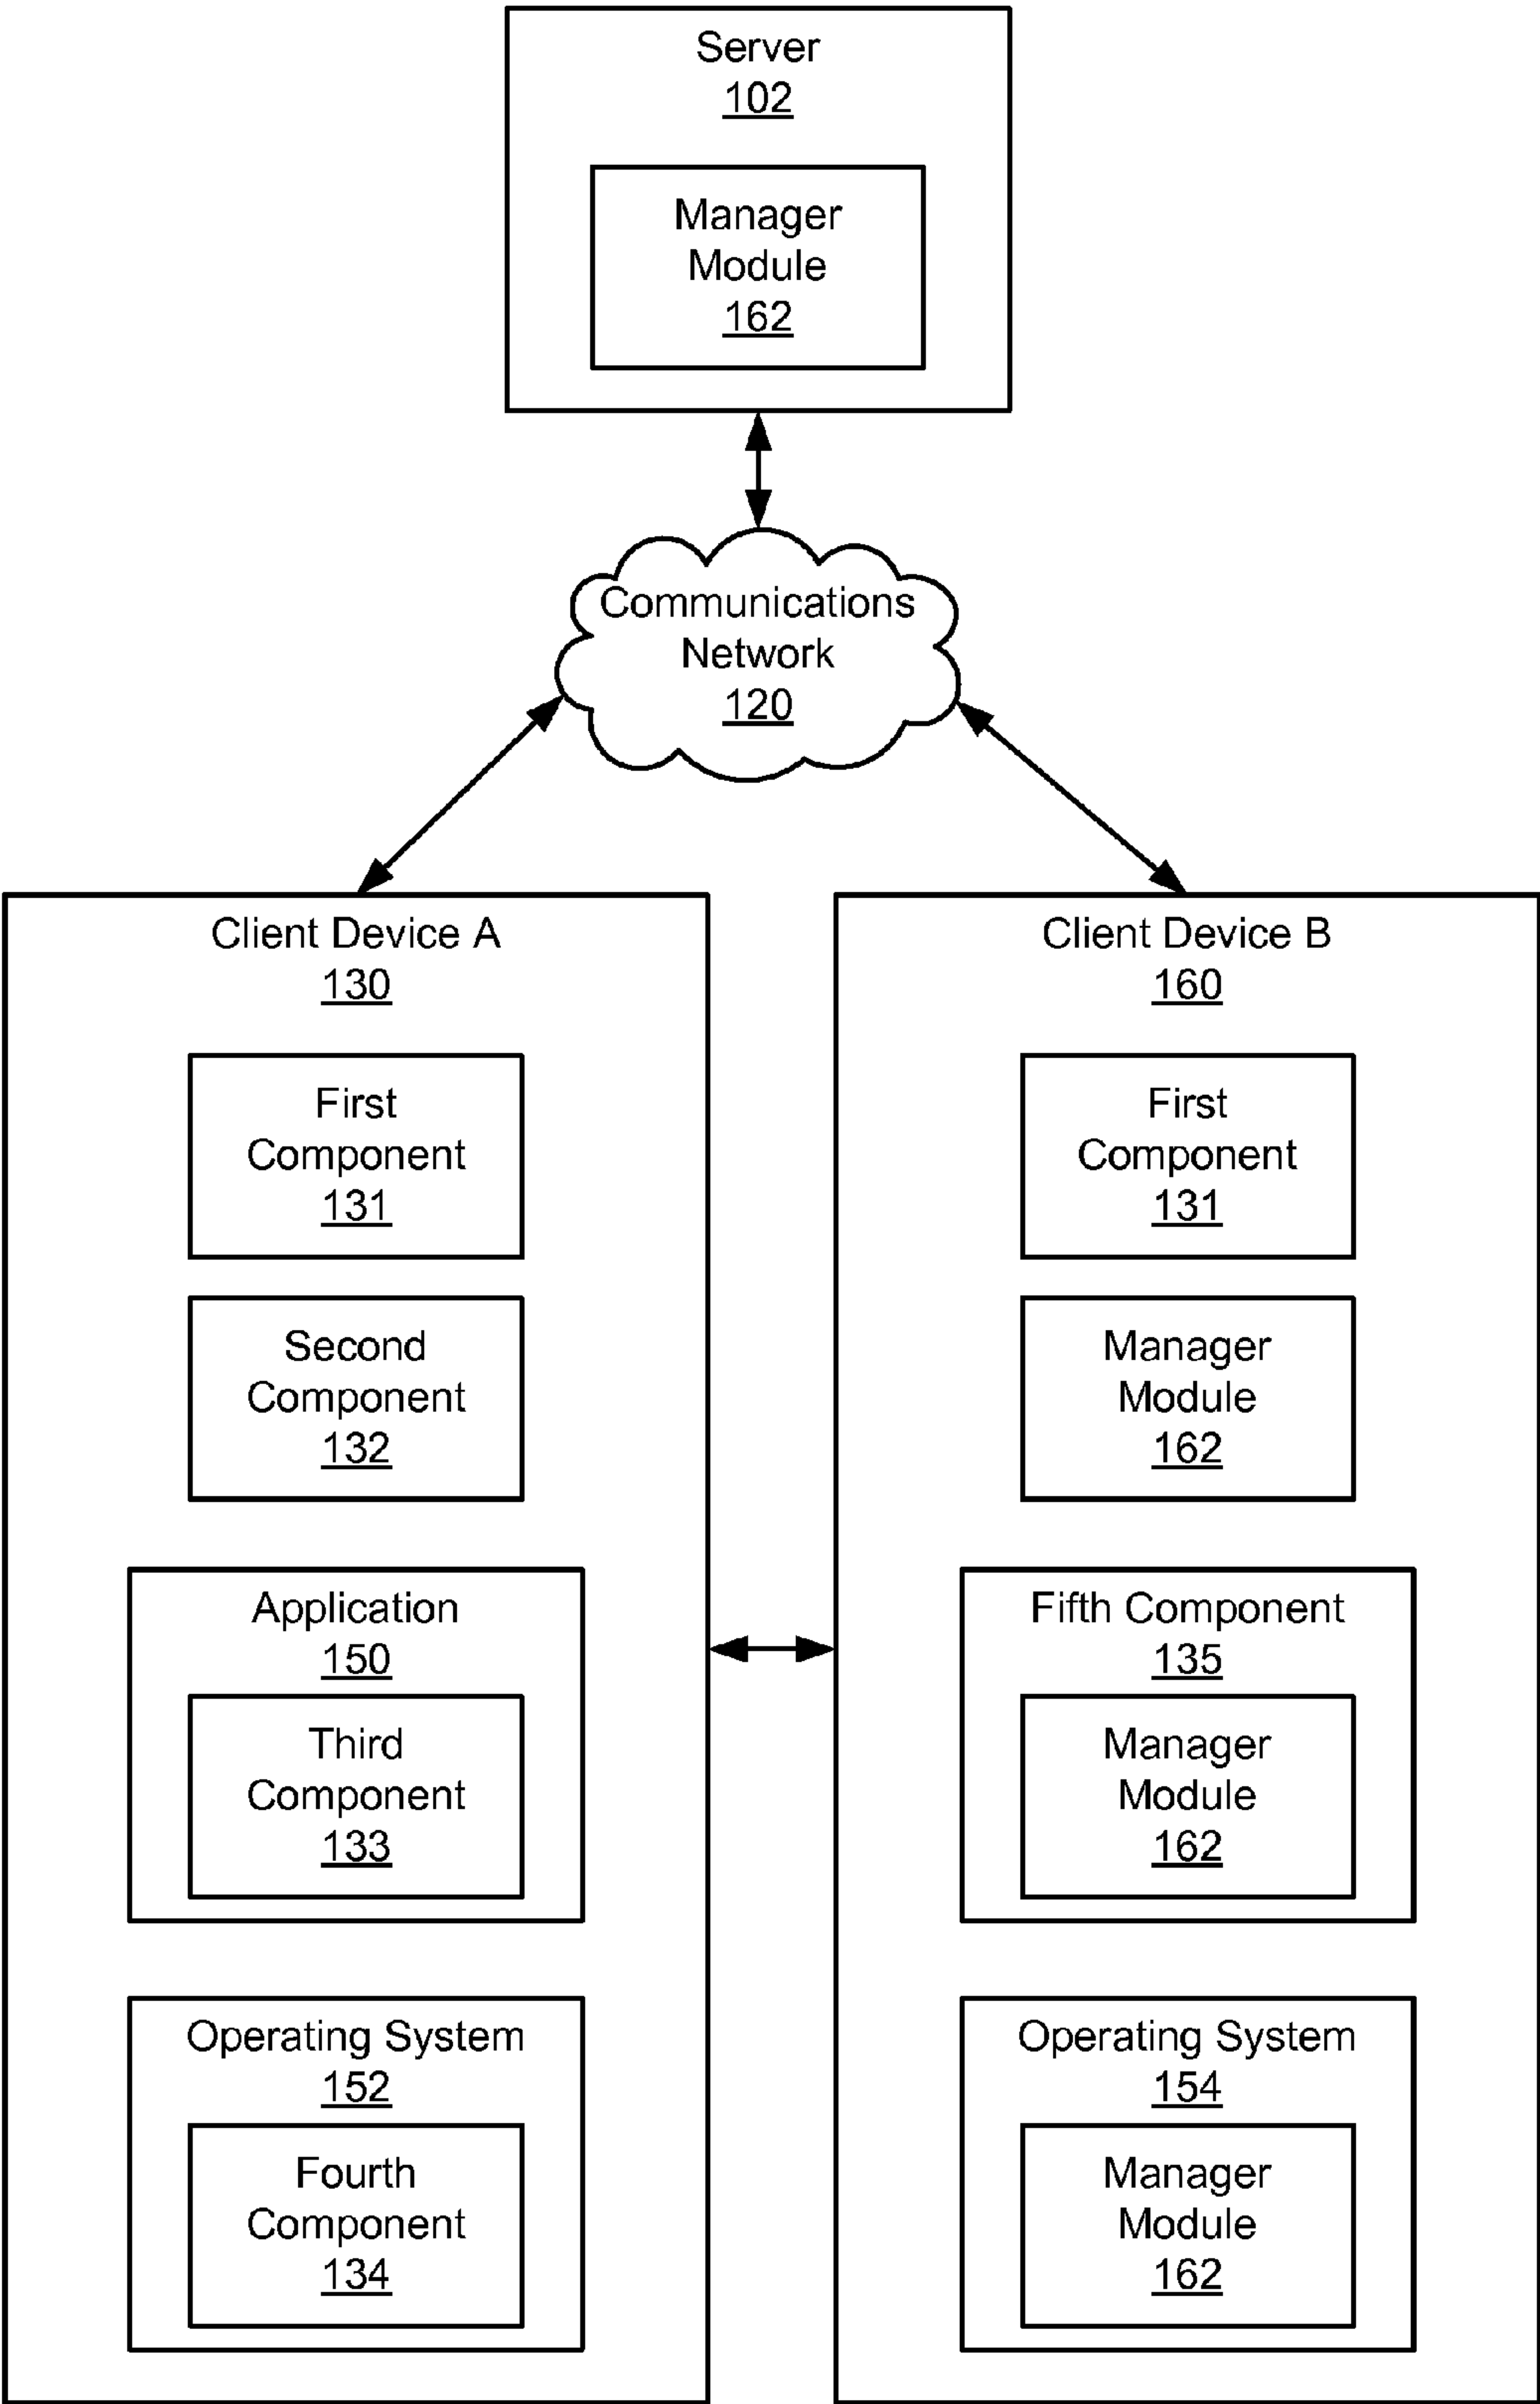 Server
102
Manager
Module
162
Communications
Network
120
Client Device A
130
First
Component
131
Second
Component
132
Application
150
Third
Component
133
Operating System
152
Fourth
Component
134
Client Device B
160
First
Component
131
Manager
Module
162
Fifth Component
135
Manager
Module
162
Operating System
154
Manager
Module
162